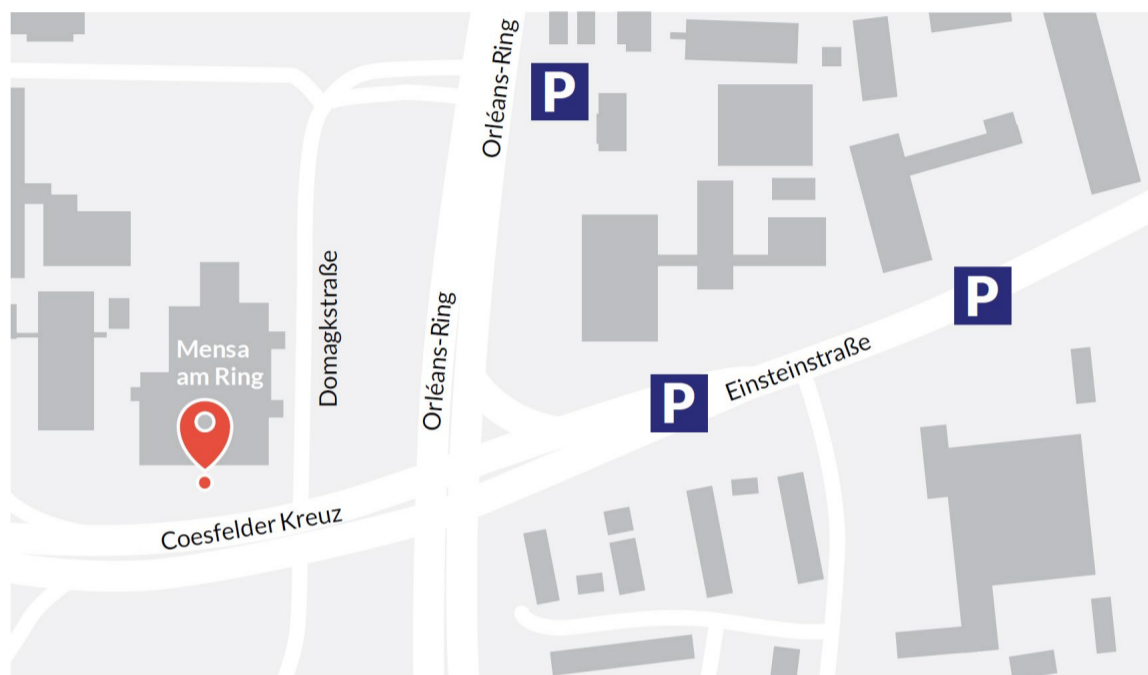 Orléans-Ring
P
P
Domagkstraße
Orléans-Ring
Mensa
am Ring
Einsteinstraße
P
Coesfelder Kreuz